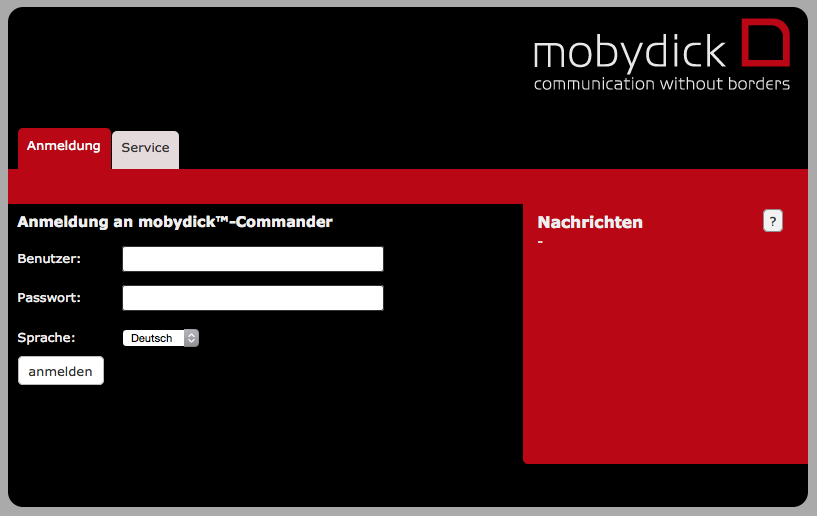 mobydick
communication without borders
Anmeldung
Service
Anmeldung an mobydick™-Commander
Nachrichten
?
-
Benutzer:
Passwort:
Sprache:
Deutsch
anmelden